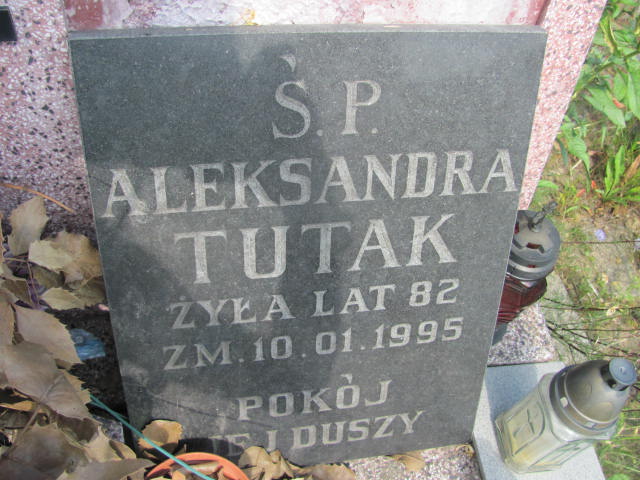 Ś.P.
ALEKSANDRA
TUTAK
ŻYŁA LAT 82
ZM. 10.01.1995
POKÓJ
JEJ DUSZY